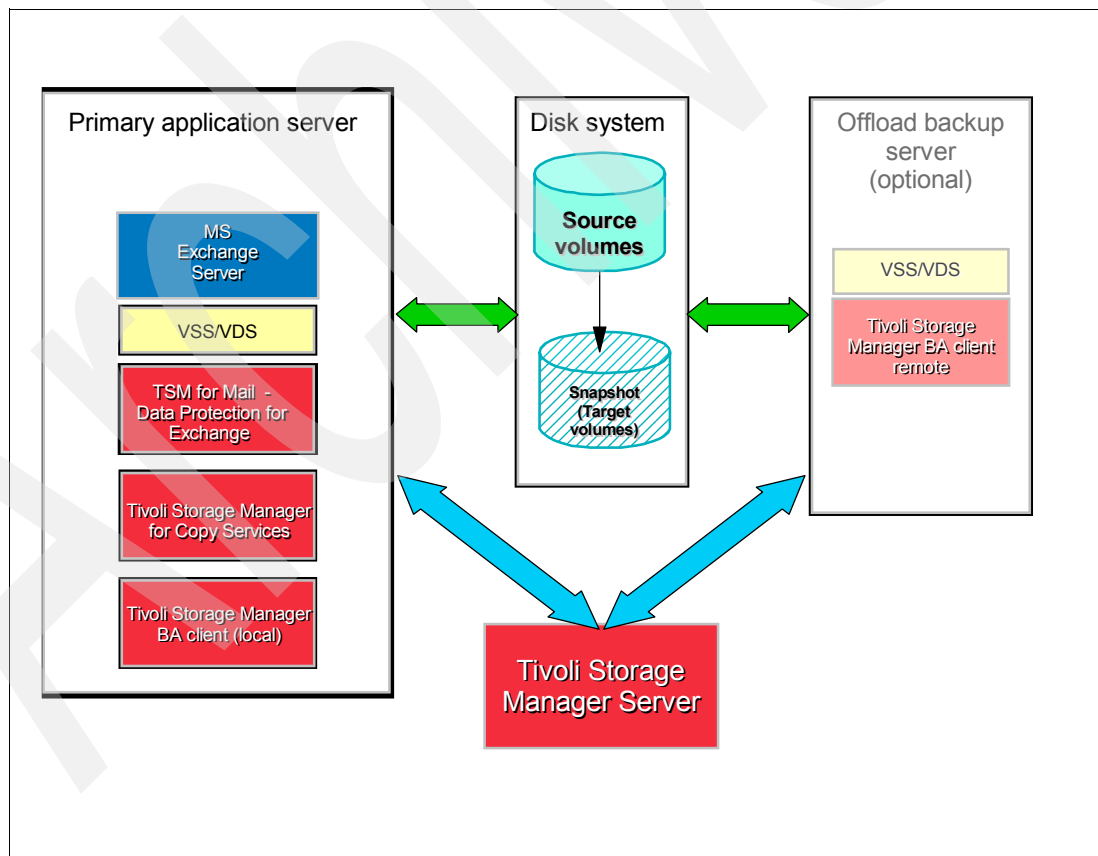 Primary application server
MS
Exchange
Server
VSS/VDS
TSM for Mail -
Data Protection for
Exchange
Tivoli Storage Manager
for Copy Services
Tivoli Storage Manager
BA client (local)
Disk system
Source
volumes
Snapshot
(Target
volumes)
Offload backup
server
(optional)
VSS/VDS
Tivoli Storage
Manager BA client
remote
Tivoli Storage
Manager Server